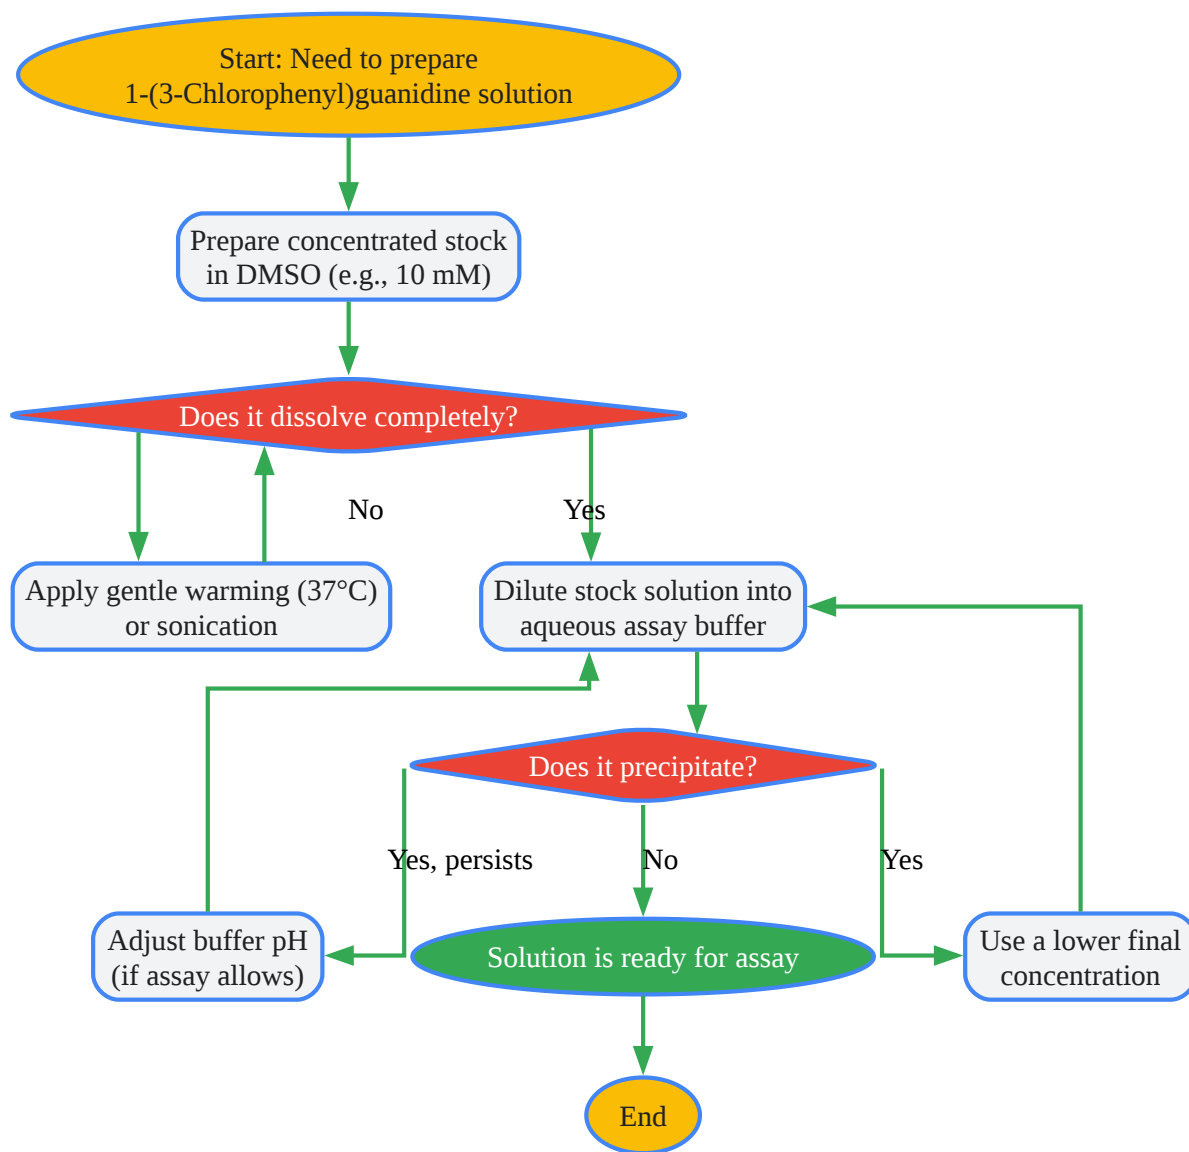 Start: Need to prepare
1-(3-Chlorophenyl)guanidine solution
Prepare concentrated stock
in DMSO (e.g., 10 mM)
Does it dissolve completely?
No
Yes
Apply gentle warming (37°C)
or sonication
Dilute stock solution into
aqueous assay buffer
Does it precipitate?
Yes, persists
No
Yes
Adjust buffer pH
(if assay allows)
Solution is ready for assay
Use a lower final
concentration
End